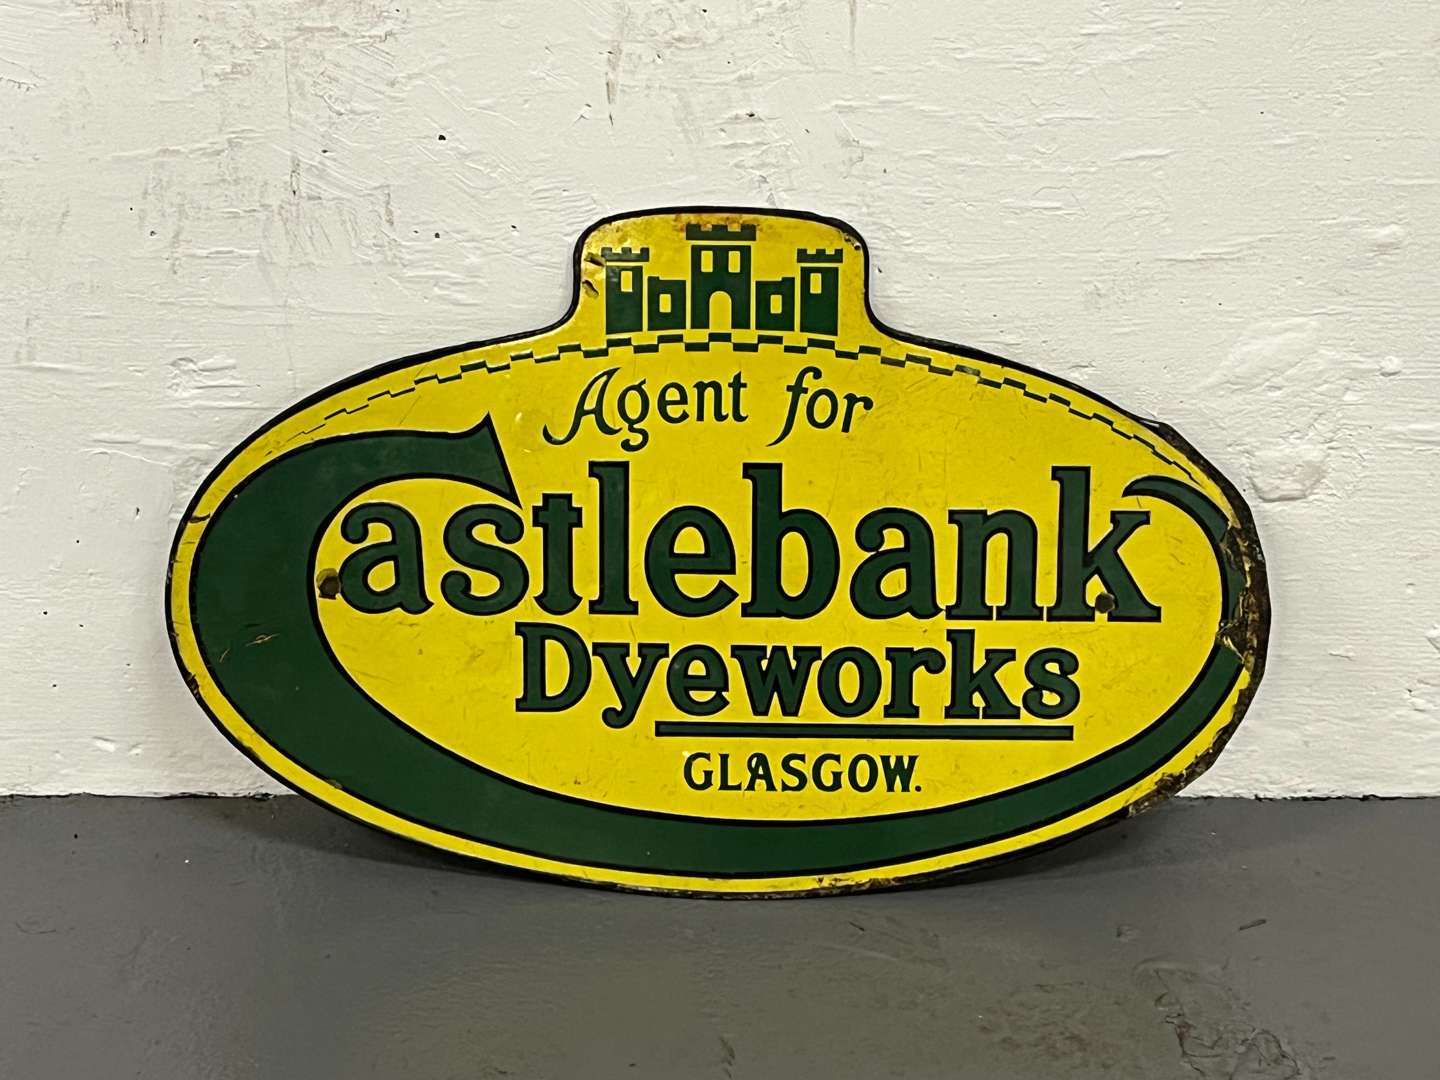 Agent for
Castlebank
Dyeworks
GLASGOW.